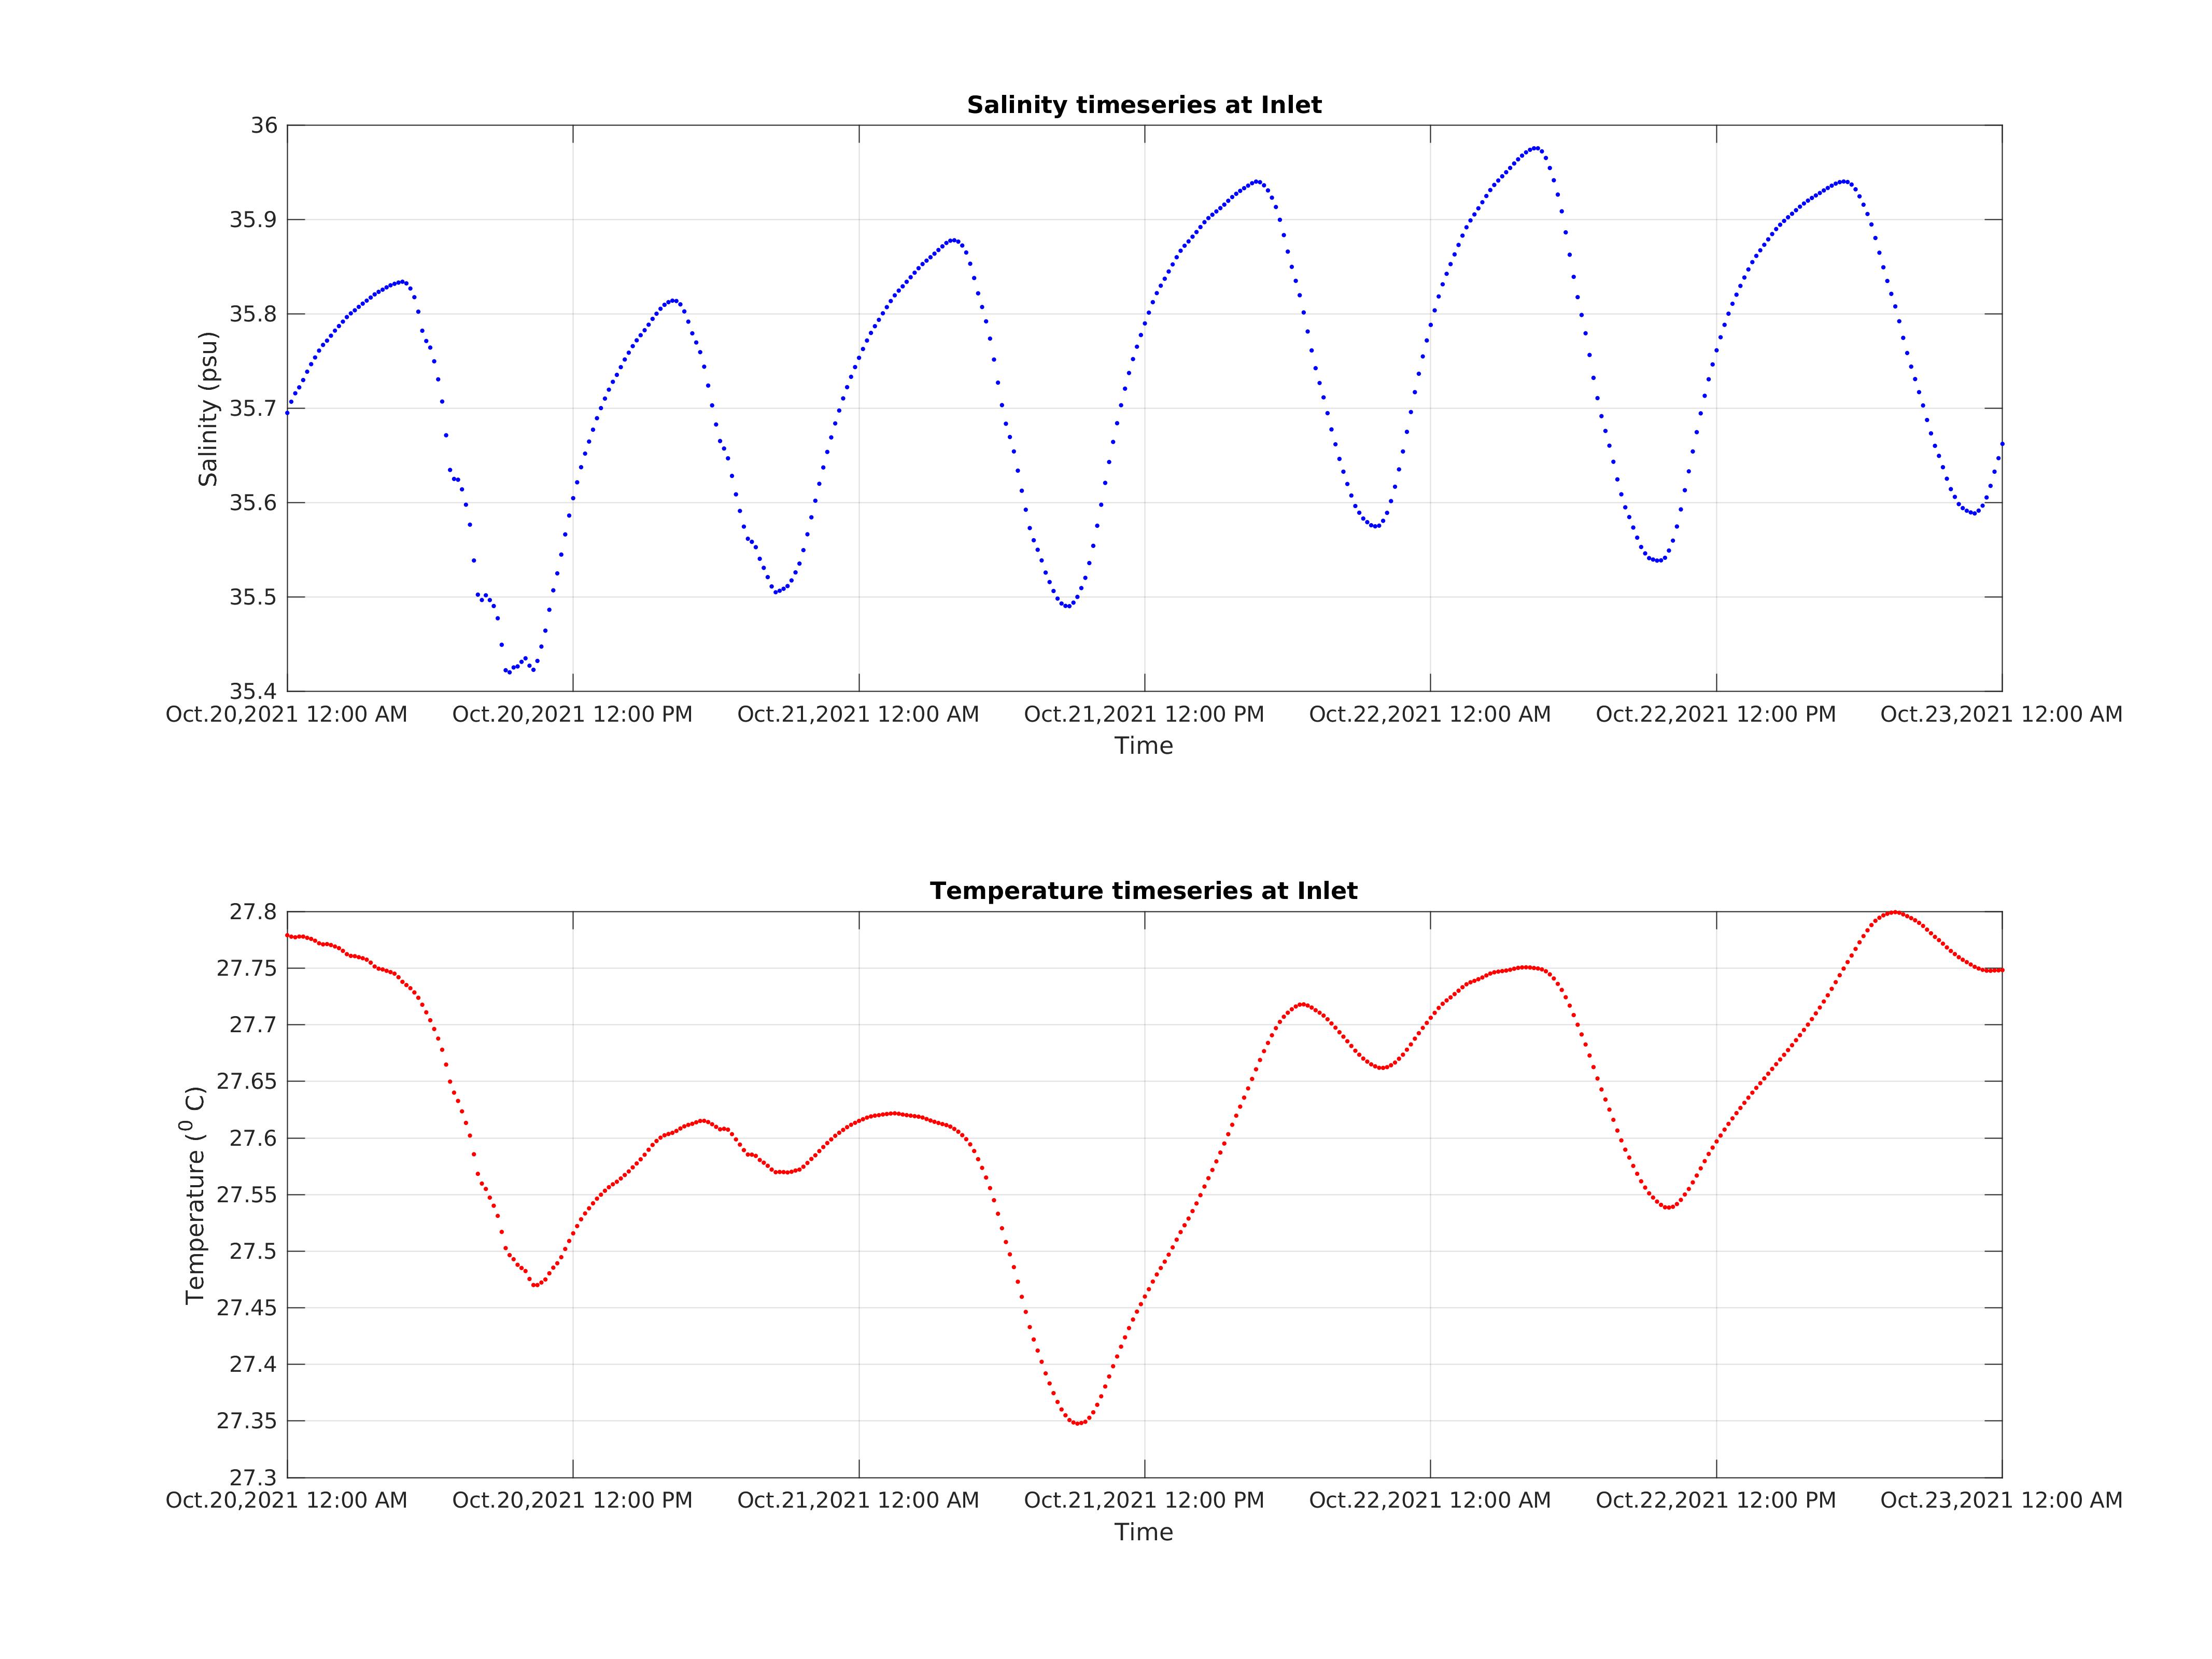 Salinity timeseries at Inlet
Salinity (psu)
36
35.9
35.8
35.7
35.6
35.5
35.4
Oct.20,2021 12:00 AM Oct.20,2021 12:00 PM Oct.21,2021 12:00 AM Oct.21,2021 12:00 PM Oct.22,2021 12:00 AM Oct.22,2021 12:00 PM Oct.23,2021 12:00 AM
Time
Temperature timeseries at Inlet
Temperature (⁰ C)
27.8
27.75
27.7
27.65
27.6
27.55
27.5
27.45
27.4
27.35
27.3
Oct.20,2021 12:00 AM Oct.20,2021 12:00 PM Oct.21,2021 12:00 AM Oct.21,2021 12:00 PM Oct.22,2021 12:00 AM Oct.22,2021 12:00 PM Oct.23,2021 12:00 AM
Time